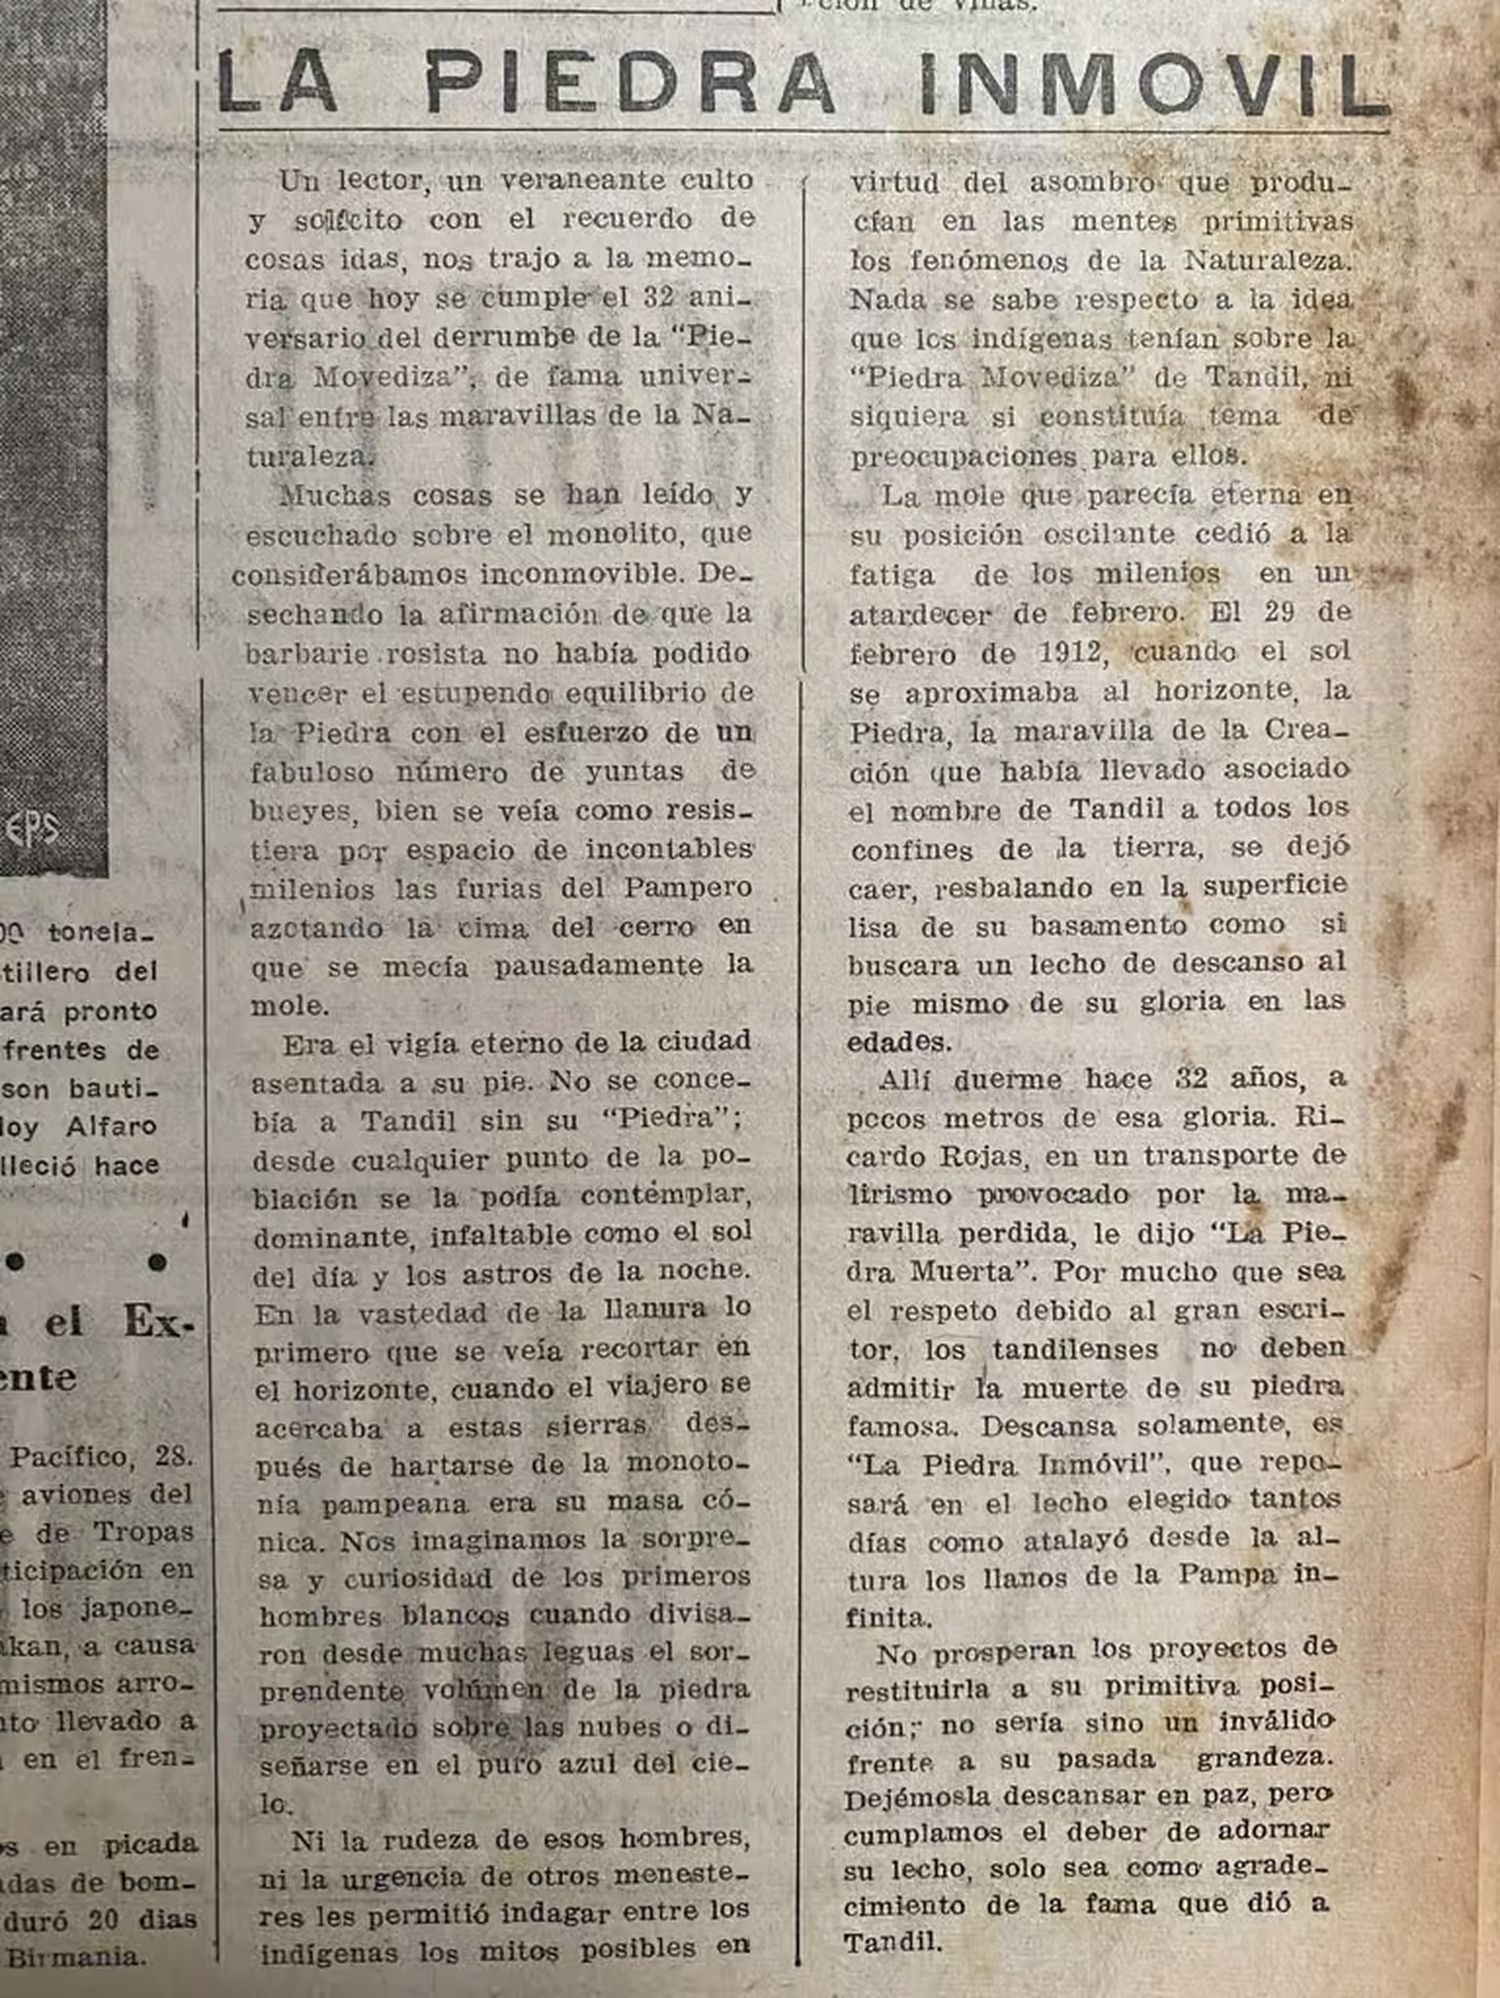 ción de viñas.
EPS
00 tonela-
tillero del
ará pronto
frentes de
son bauti-
loy Alfaro
lleció hace
el Ex-
ente
Pacífico, 28.
aviones del
e de Tropas
ticipación en
los japone-
kan, a causa
mismos arro-
nto llevado a
en el fren-
os en picada
adas de bom-
duró 20 dias
Birmania.
LA PIEDRA INMOVIL
Un lector, un veraneante culto
y solícito con el recuerdo de
cosas idas, nos trajo a la memo-
ria que hoy se cumple el 32 ani-
versario del derrumbe de la “Pie-
dra Movediza”, de fama univer-
sal entre las maravillas de la Na-
turaleza.
Muchas cosas se han leído y
escuchado sobre el monolito, que
considerábamos inconmovible. De-
sechando la afirmación de que la
barbarie rosista no había podido
vencer el estupendo equilibrio de
la Piedra con el esfuerzo de un
fabuloso número de yuntas de
bueyes, bien se veía como resis-
tiera por espacio de incontables
milenios las furias del Pampero
azotando la cima del cerro en
que se mecía pausadamente la
mole.
Era el vigía eterno de la ciudad
asentada a su pie. No se conce-
bía a Tandil sin su “Piedra”;
desde cualquier punto de la po-
blación se la podía contemplar,
dominante, infaltable como el sol
del día y los astros de la noche.
En la vastedad de la llanura lo
primero que se veía recortar en
el horizonte, cuando el viajero se
acercaba a estas sierras des-
pués de hartarse de la monoto-
nía pampeana era su masa có-
nica. Nos imaginamos la sorpre-
sa y curiosidad de los primeros
hombres blancos cuando divisa-
ron desde muchas leguas el sor-
prendente volúmen de la piedra
proyectado sobre las nubes o di-
señarse en el puro azul del cie-
lo.
Ni la rudeza de esos hombres,
ni la urgencia de otros meneste-
res les permitió indagar entre los
indígenas los mitos posibles en
virtud del asombro que produ-
cían en las mentes primitivas
los fenómenos de la Naturaleza.
Nada se sabe respecto a la idea
que los indígenas tenían sobre la
“Piedra Movediza” de Tandil, ni
siquiera si constituía tema de
preocupaciones para ellos.
La mole que parecía eterna en
su posición oscilante cedió a la
fatiga de los milenios en un
atardecer de febrero. El 29 de
febrero de 1912, cuando el sol
se aproximaba al horizonte, la
Piedra, la maravilla de la Crea-
ción que había llevado asociado
el nombre de Tandil a todos los
confines de la tierra, se dejó
caer, resbalando en la superficie
lisa de su basamento como si
buscara un lecho de descanso al
pie mismo de su gloria en las
edades.
Allí duerme hace 32 años, a
pocos metros de esa gloria. Ri-
cardo Rojas, en un transporte de
lirismo provocado por la ma-
ravilla perdida, le dijo “La Pie-
dra Muerta”. Por mucho que sea
el respeto debido al gran escri-
tor, los tandilenses no deben
admitir la muerte de su piedra
famosa. Descansa solamente, es
“La Piedra Inmóvil”, que repo-
sará en el lecho elegido tantos
días como atalayó desde la al-
tura los llanos de la Pampa in-
finita.
No prosperan los proyectos de
restituirla a su primitiva posi-
ción; no sería sino un inválido
frente a su pasada grandeza.
Dejémosla descansar en paz, pero
cumplamos el deber de adornar
su lecho, solo sea como agrade-
cimiento de la fama que dió a
Tandil.